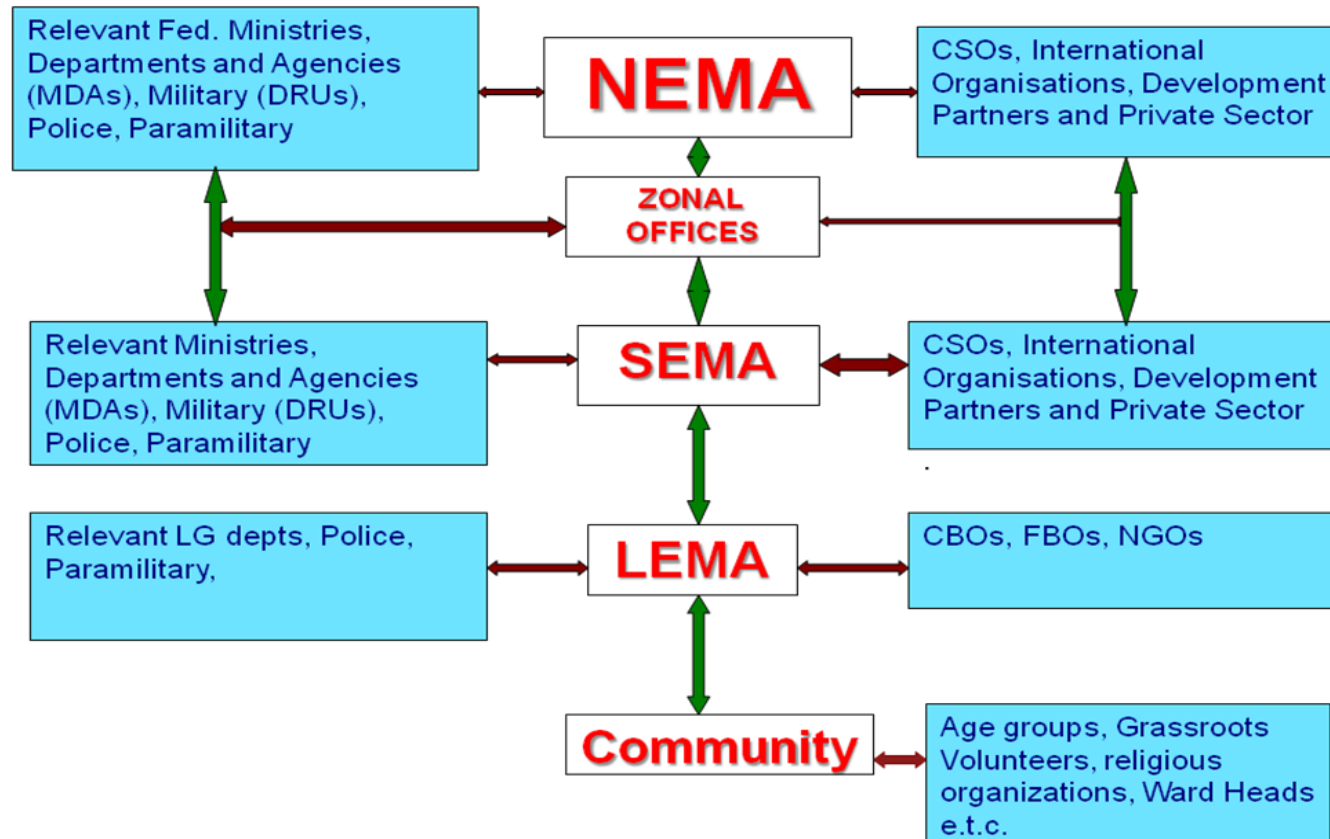 Relevant Fed. Ministries,
Departments and Agencies
(MDAs), Military (DRUs),
Police, Paramilitary
NEMA
CSOs, International
Organisations, Development
Partners and Private Sector
ZONAL
OFFICES
Relevant Ministries,
Departments and Agencies
(MDAs), Military (DRUs),
Police, Paramilitary
SEMA
CSOs, International
Organisations, Development
Partners and Private Sector
.
Relevant LG depts, Police,
Paramilitary,
LEMA
CBOs, FBOs, NGOs
Community
Age groups, Grassroots
Volunteers, religious
organizations, Ward Heads
e.t.c.